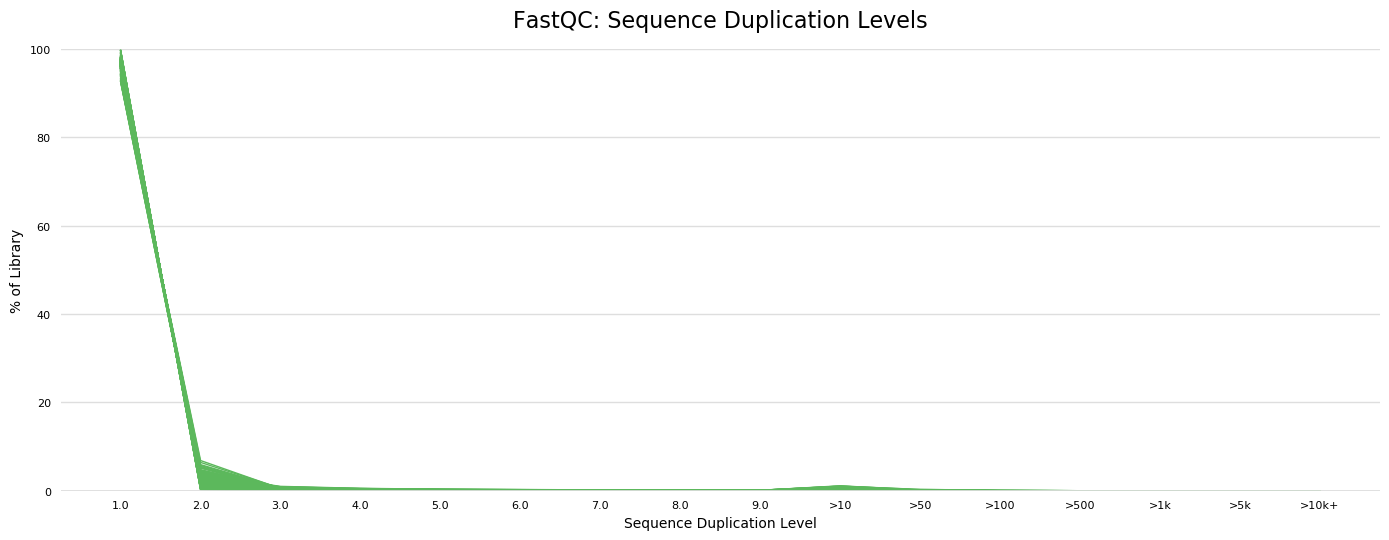 FastQC: Sequence Duplication Levels
100
80
60
40
20
0
% of Library
1.0 2.0 3.0 4.0 5.0 6.0 7.0 8.0 9.0 >10 >50 >100 >500 >1k >5k >10k+
Sequence Duplication Level